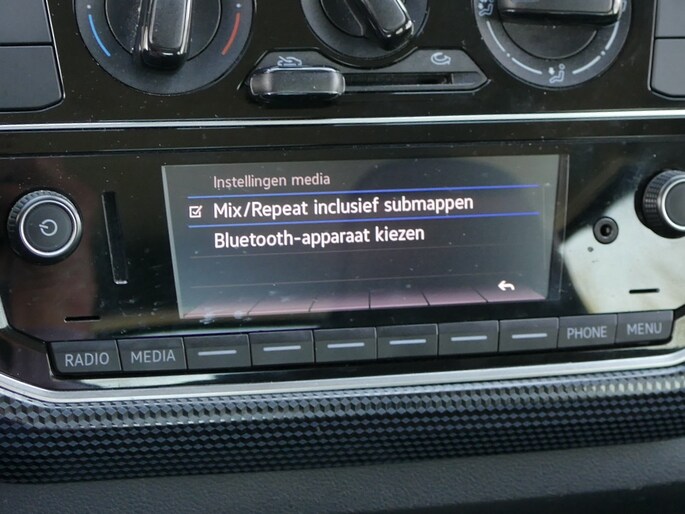 Instellingen media
Mix/Repeat inclusief submappen
Bluetooth-apparaat kiezen
RADIO
MEDIA
PHONE
MENU